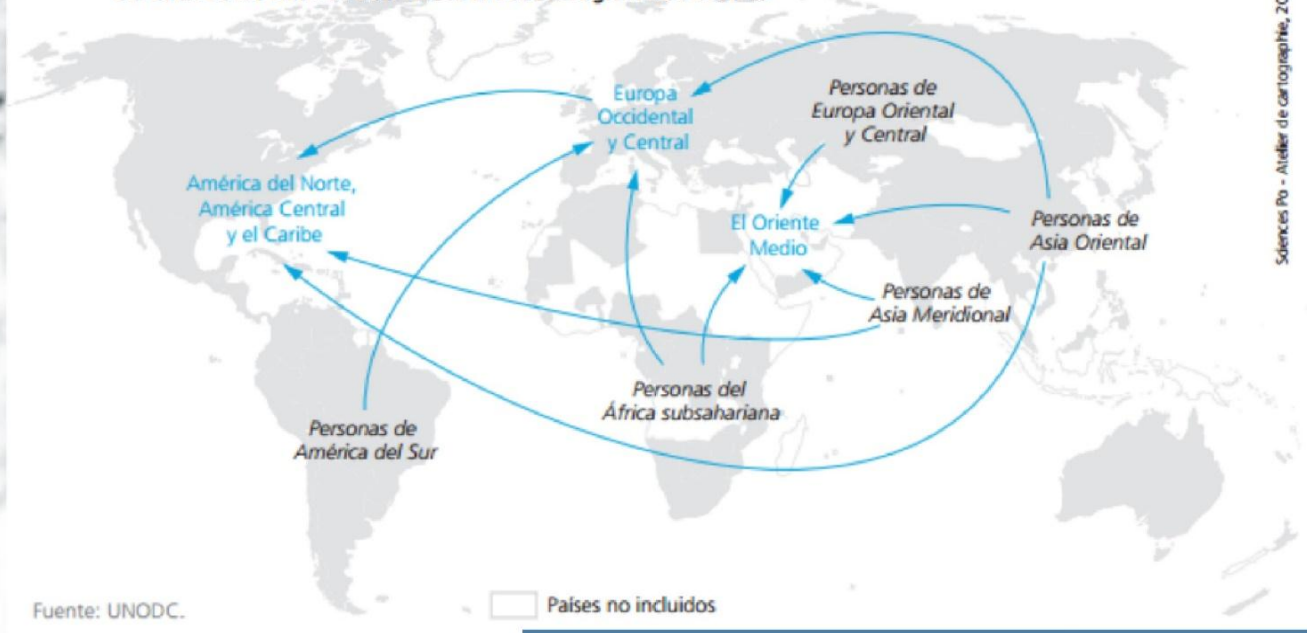 Europa
Occidental
y Central
Personas de
Europa Oriental
y Central
América del Norte,
América Central
y el Caribe
El Oriente
Medio
Personas de
Asia Oriental
Personas de
Asia Meridional
Personas del
África subsahariana
Personas de
América del Sur
Fuente: UNODC.
Países no incluidos
Sciences Po - Atelier de cartographie,